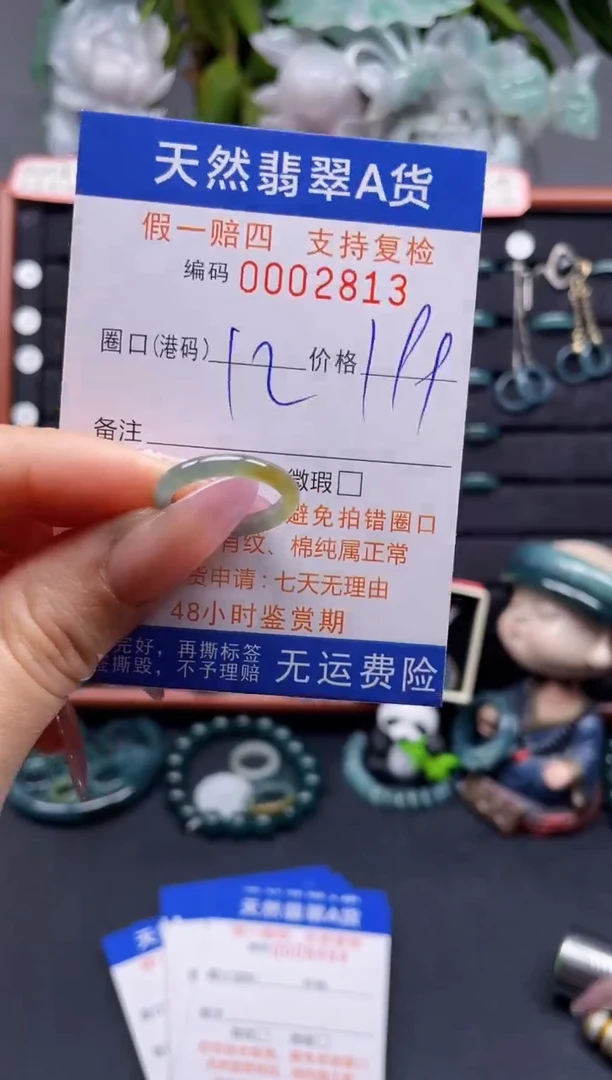 天然翡翠A货
假一赔四 支持复检
编码 0002813
圈口(港码) 12 价格
备注
微瑕□
避免拍错圈口
有纹、棉纯属正常
货申请:七天无理由
48小时鉴赏期
完好,再撕标签
签撕毁,不予理赔
无运费险
天然翡翠A货